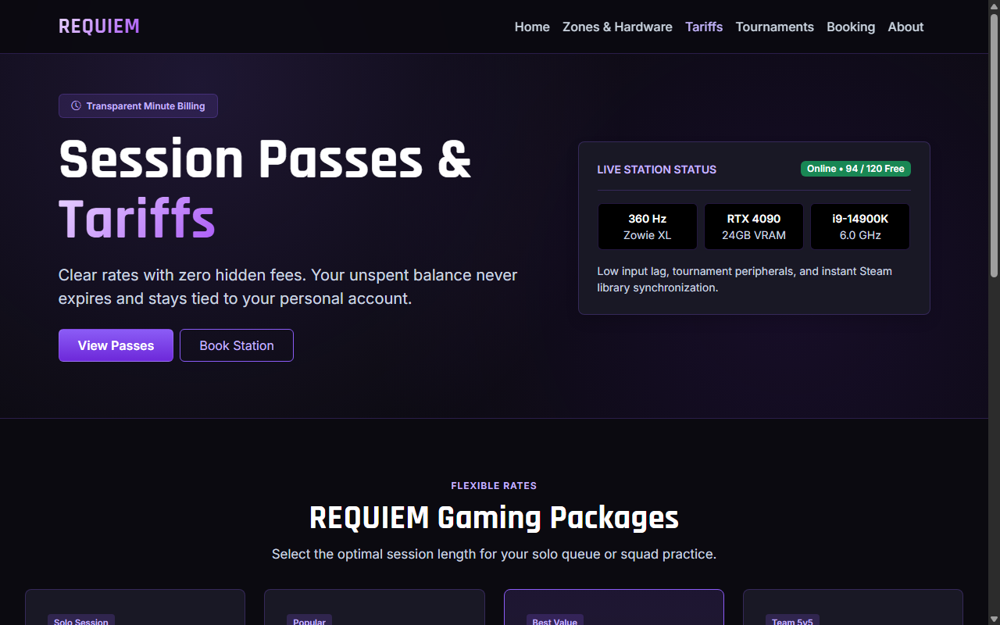 REQUIEM
Home Zones & Hardware Tariffs Tournaments Booking About
Transparent Minute Billing
Session Passes &
Tariffs
Clear rates with zero hidden fees. Your unspent balance never
expires and stays tied to your personal account.
View Passes Book Station
LIVE STATION STATUS Online • 94 / 120 Free
360 Hz RTX 4090 i9-14900K
Zowie XL 24GB VRAM 6.0 GHz
Low input lag, tournament peripherals, and instant Steam
library synchronization.
FLEXIBLE RATES
REQUIEM Gaming Packages
Select the optimal session length for your solo queue or squad practice.
Solo Session Popular Best Value Team 5v5